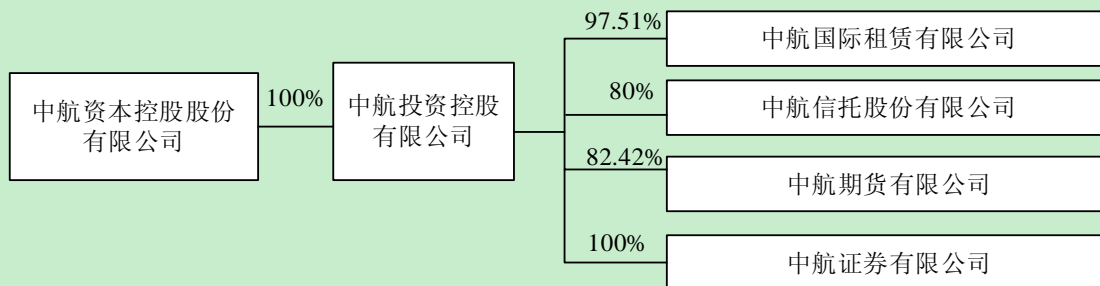 中航资本控股股份
有限公司
100%
中航投资控股
有限公司
97.51%
中航国际租赁有限公司
80%
中航信托股份有限公司
82.42%
中航期货有限公司
100%
中航证券有限公司